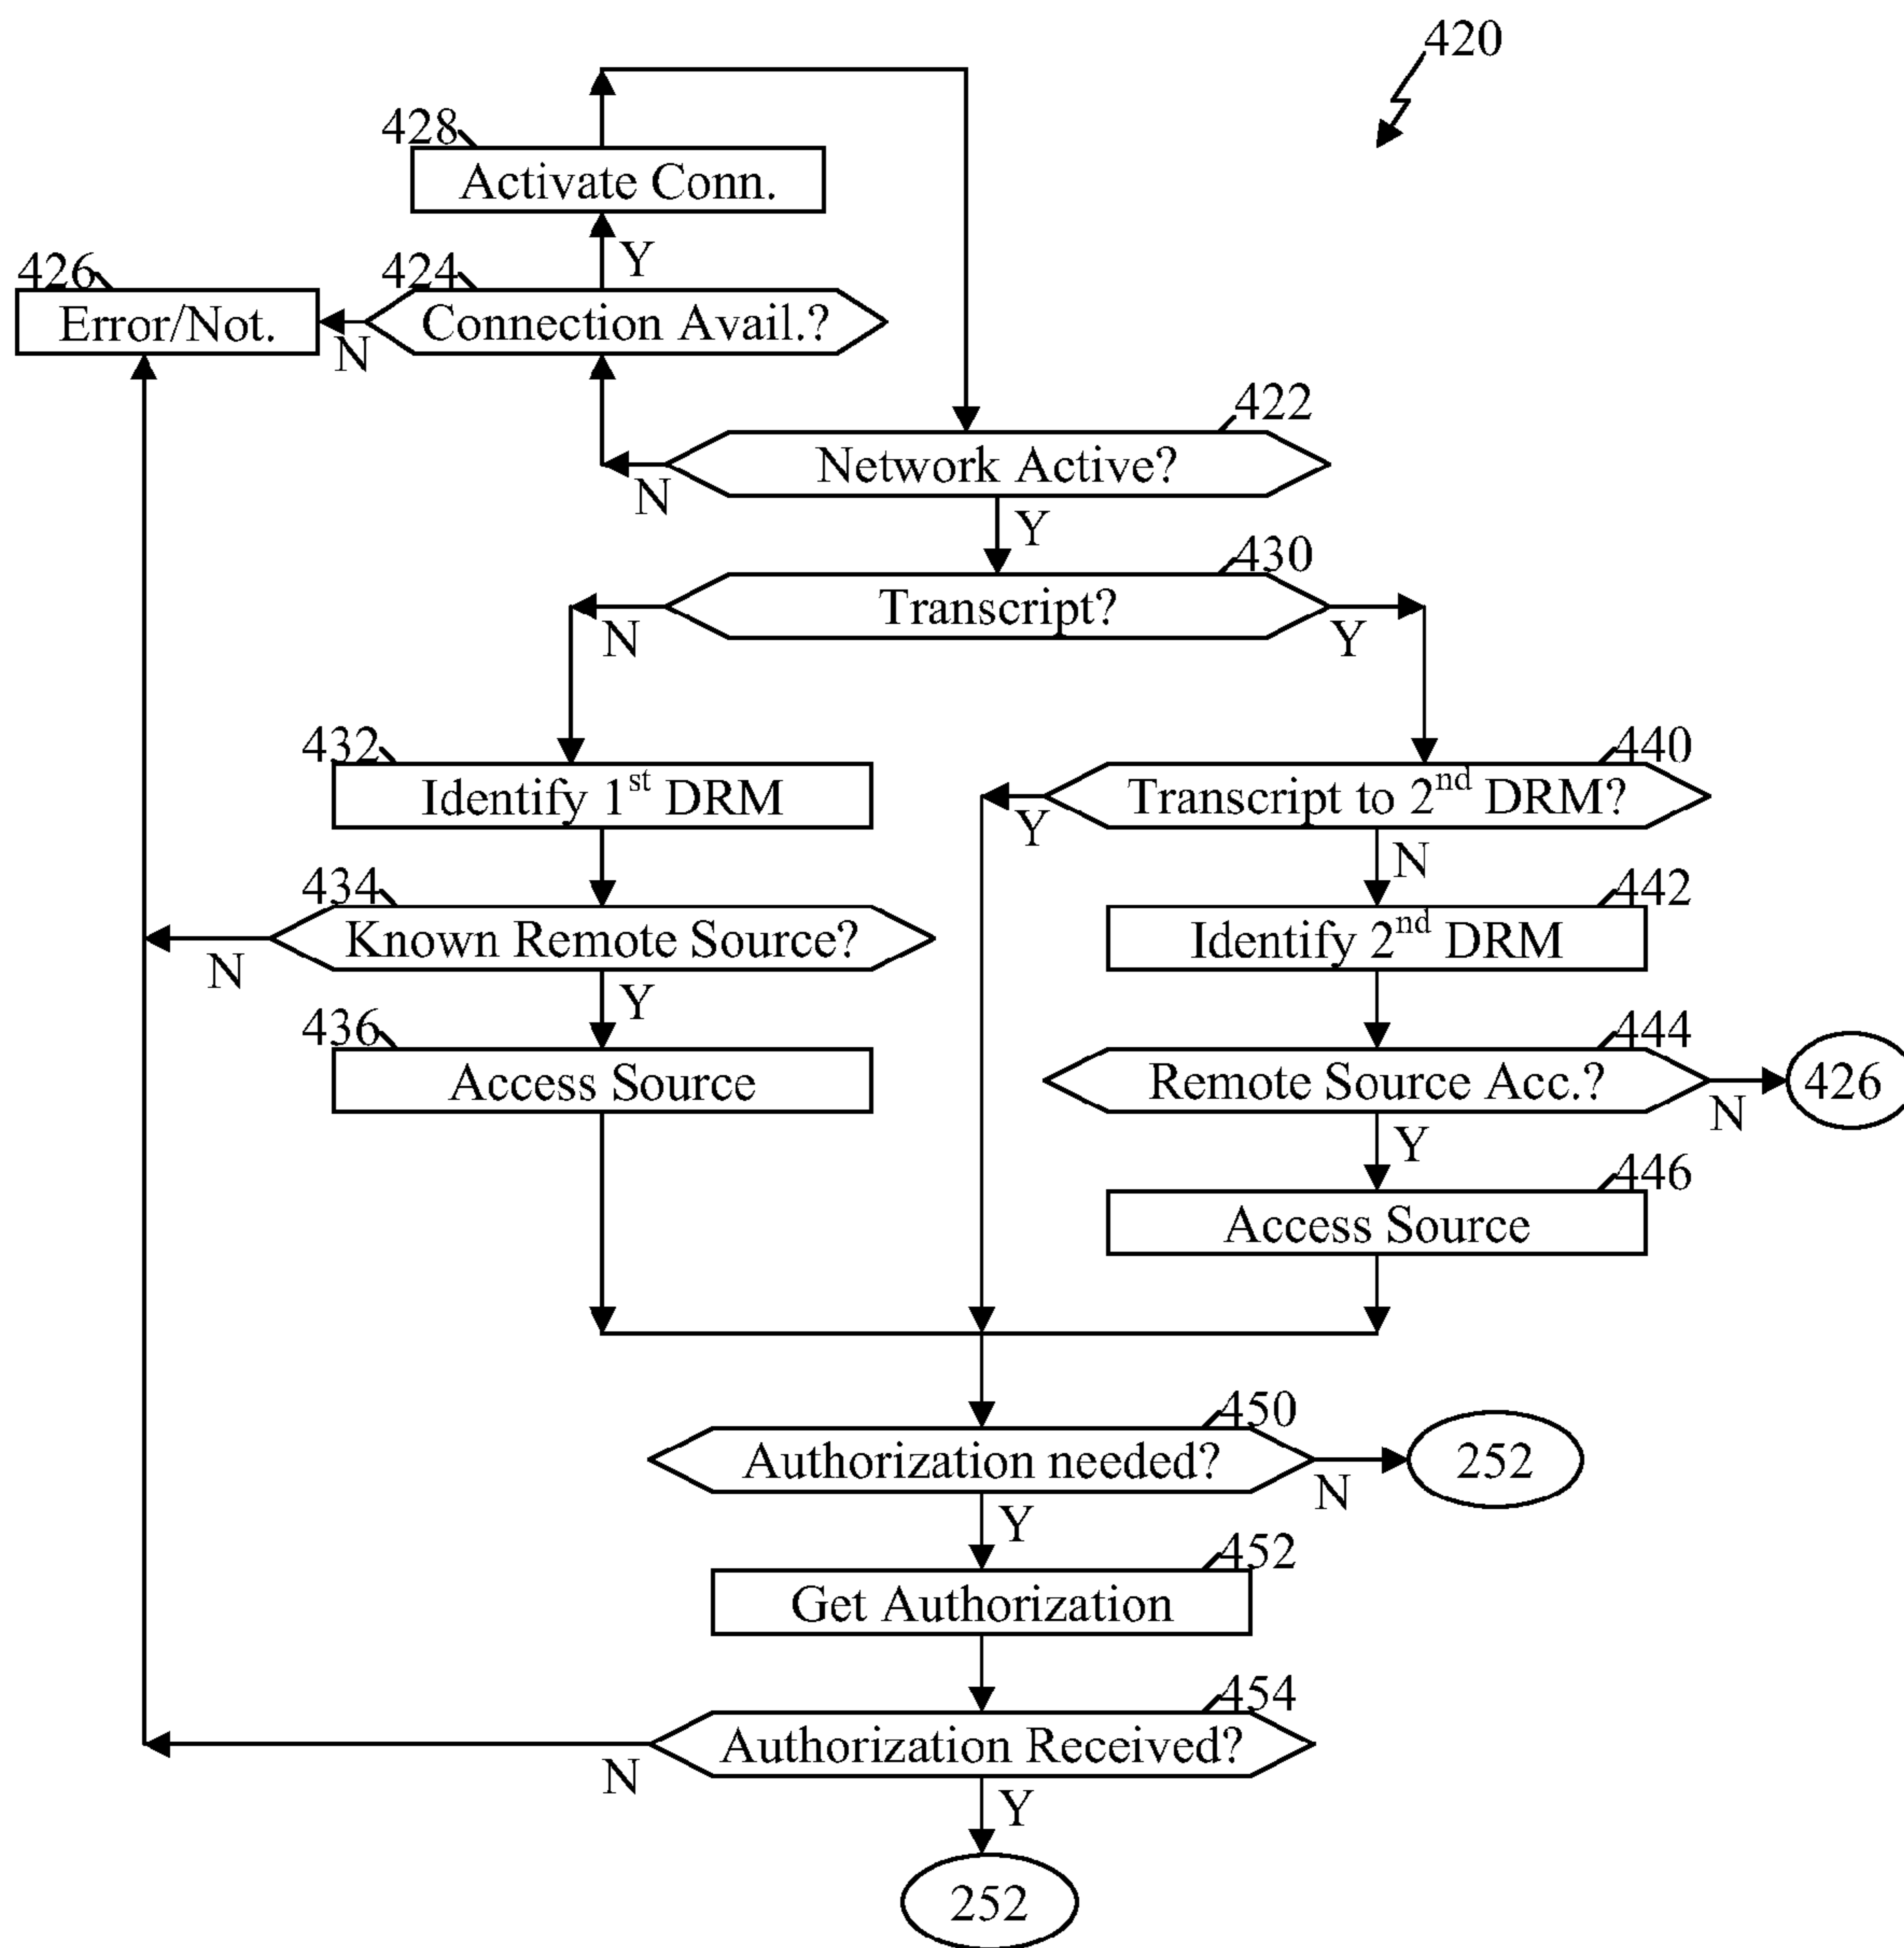 420
428
Activate Conn.
Y
426
424
Error/Not.
Connection Avail.?
N
422
Network Active?
N
Y
430
Transcript?
N
Y
432
440
Identify 1st DRM
Transcript to 2nd DRM?
Y
N
434
442
Known Remote Source?
Identify 2nd DRM
N
Y
436
444
Access Source
Remote Source Acc.?
426
N
Y
446
Access Source
450
Authorization needed?
252
N
Y
452
Get Authorization
454
Authorization Received?
N
Y
252